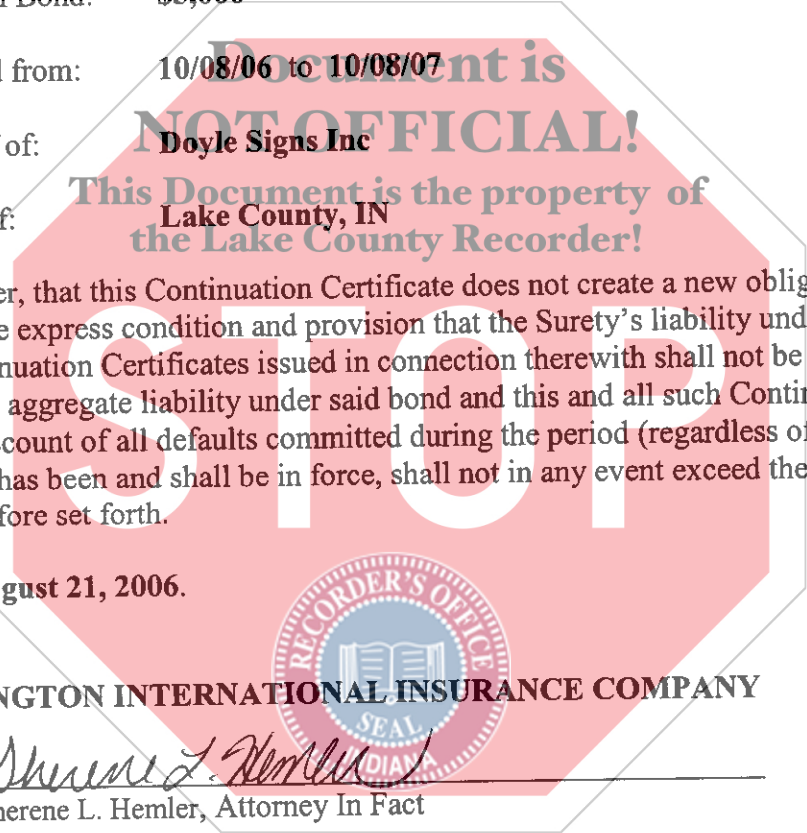 l from: 10/08/06 to 10/08/07
Document is
of: Doyle Signs Inc
NOT OFFICIAL!
This Document is the property of
f: Lake County, IN
the Lake County Recorder!
er, that this Continuation Certificate does not create a new oblig
e express condition and provision that the Surety's liability und
nuation Certificates issued in connection therewith shall not be
aggregate liability under said bond and this and all such Contin
count of all defaults committed during the period (regardless of
has been and shall be in force, shall not in any event exceed the
fore set forth.
STOP
gust 21, 2006.
RECORDER'S OFFICE
SEAL
INDIANA
NGTON INTERNATIONAL INSURANCE COMPANY
Sherene L. Hemler
herene L. Hemler, Attorney In Fact